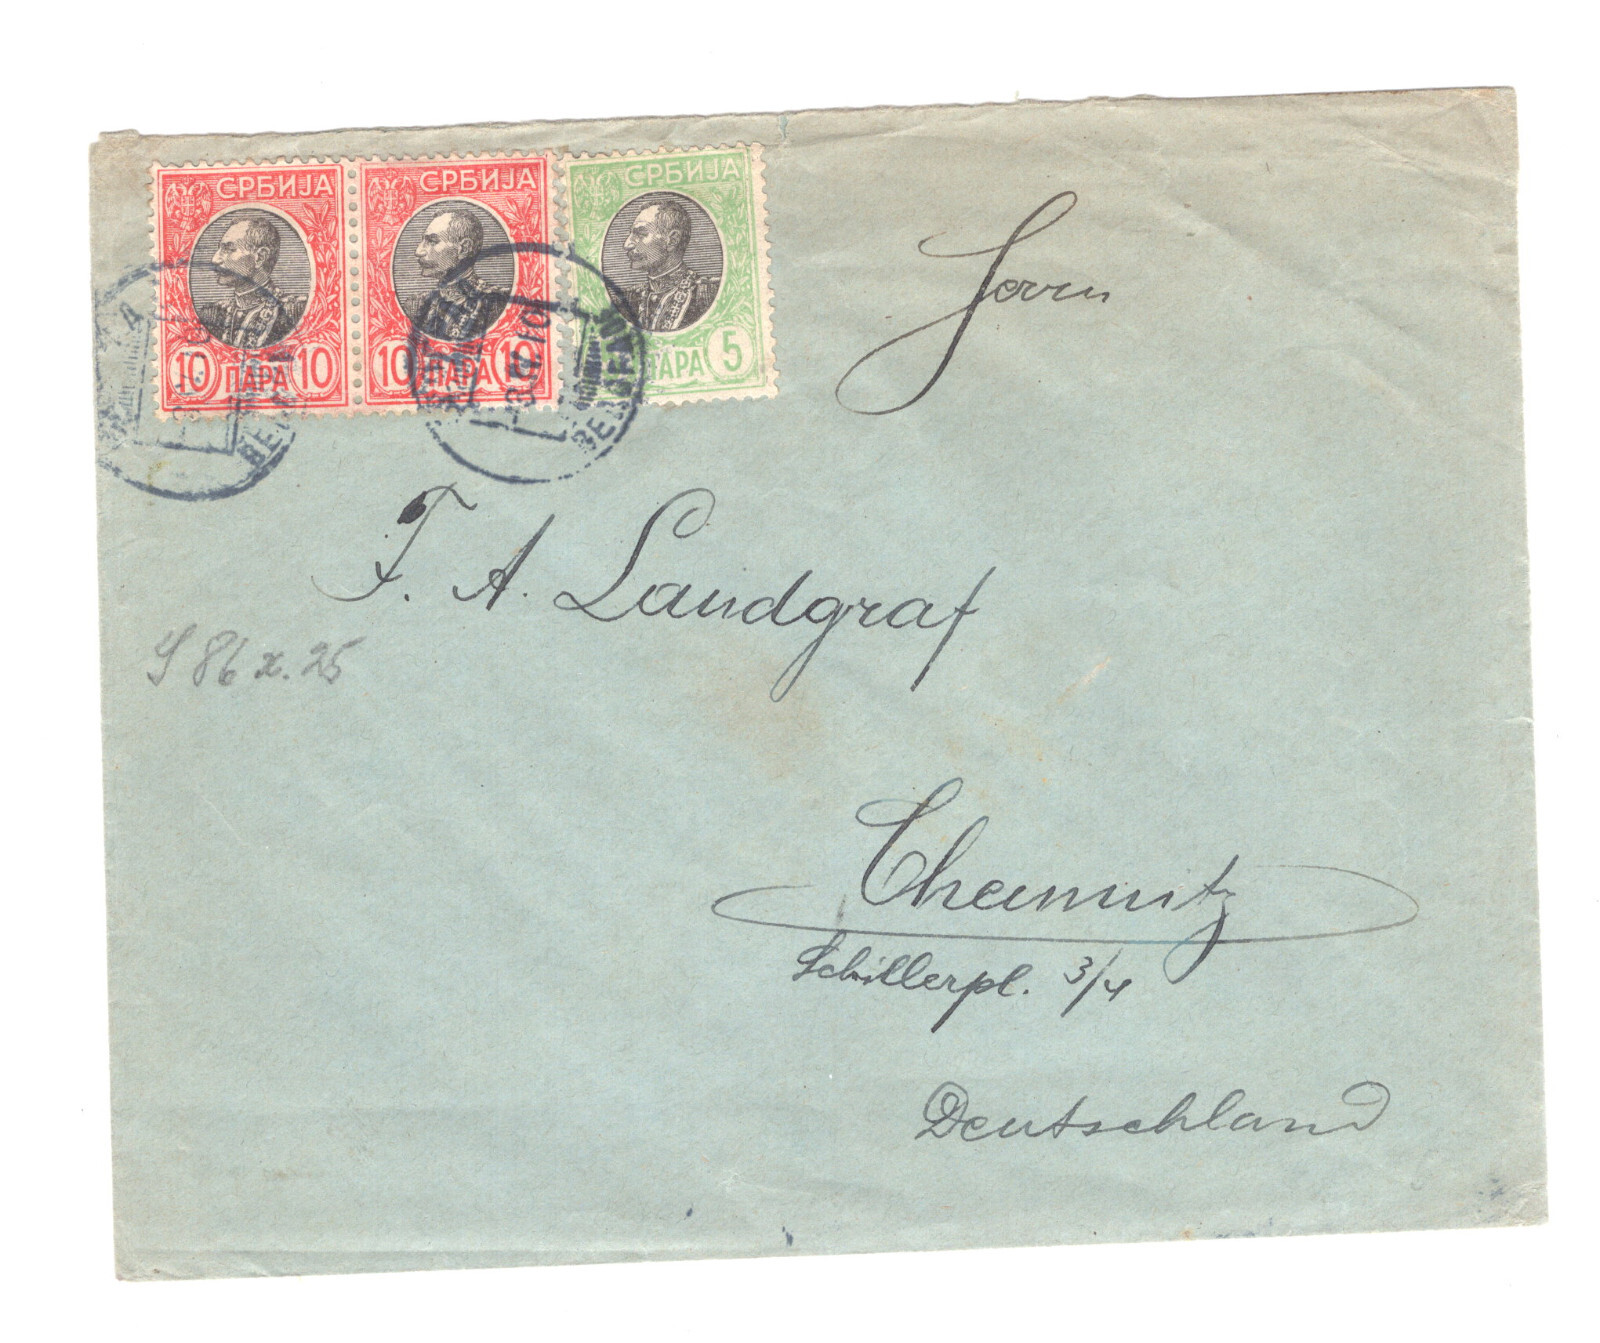 СРБИЈА СРБИЈА СРБИЈА
10 ПАРА 10 10 ПАРА 10 ПАРА 5
Herrn
F. A. Landgraf
86 x. 25
Chemnitz
Schillerpl. 3/4
Deutschland